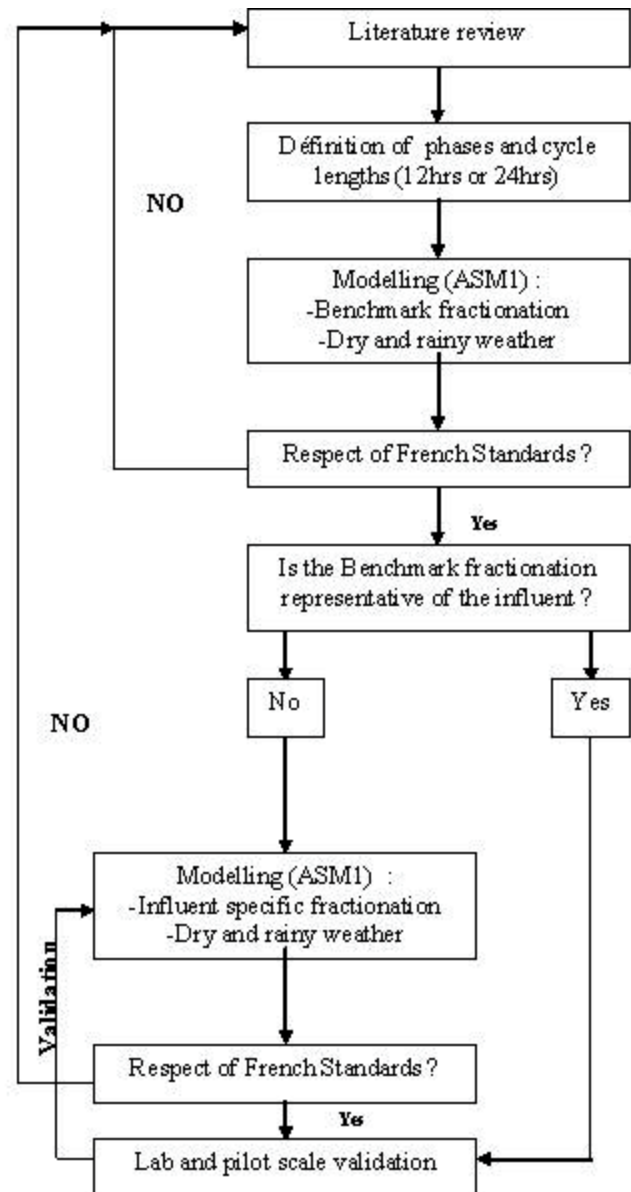 Literature review
Définition of phases and cycle
lengths (12hrs or 24hrs)
NO
Modelling (ASM1) :
-Benchmark fractionation
-Dry and rainy weather
Respect of French Standards ?
Yes
Is the Benchmark fractionation
representative of the influent ?
No
Yes
NO
Modelling (ASM1) :
-Influent specific fractionation
-Dry and rainy weather
Validation
Respect of French Standards ?
Yes
Lab and pilot scale validation